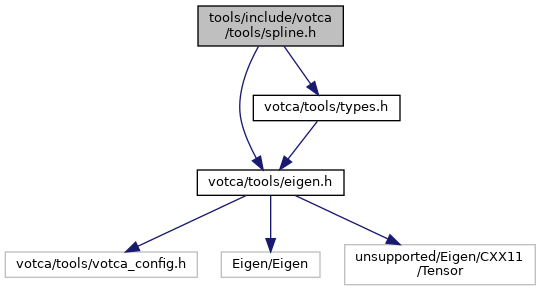 tools/include/votca
/tools/spline.h
votca/tools/types.h
votca/tools/eigen.h
votca/tools/votca_config.h
Eigen/Eigen
unsupported/Eigen/CXX11
/Tensor